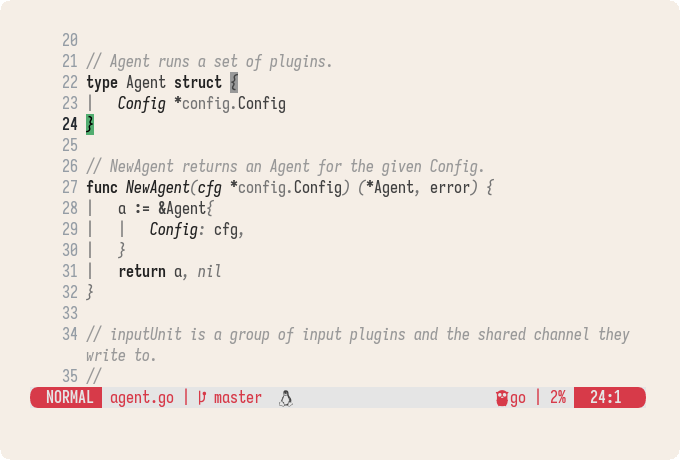 20
21 // Agent runs a set of plugins.
22 type Agent struct {
23 |   Config *config.Config
24 }
25
26 // NewAgent returns an Agent for the given Config.
27 func NewAgent(cfg *config.Config) (*Agent, error) {
28 |   a := &Agent{
29 |   |   Config: cfg,
30 |   }
31 |   return a, nil
32 }
33
34 // inputUnit is a group of input plugins and the shared channel they
write to.
35 //
NORMAL agent.go | master go | 2% 24:1